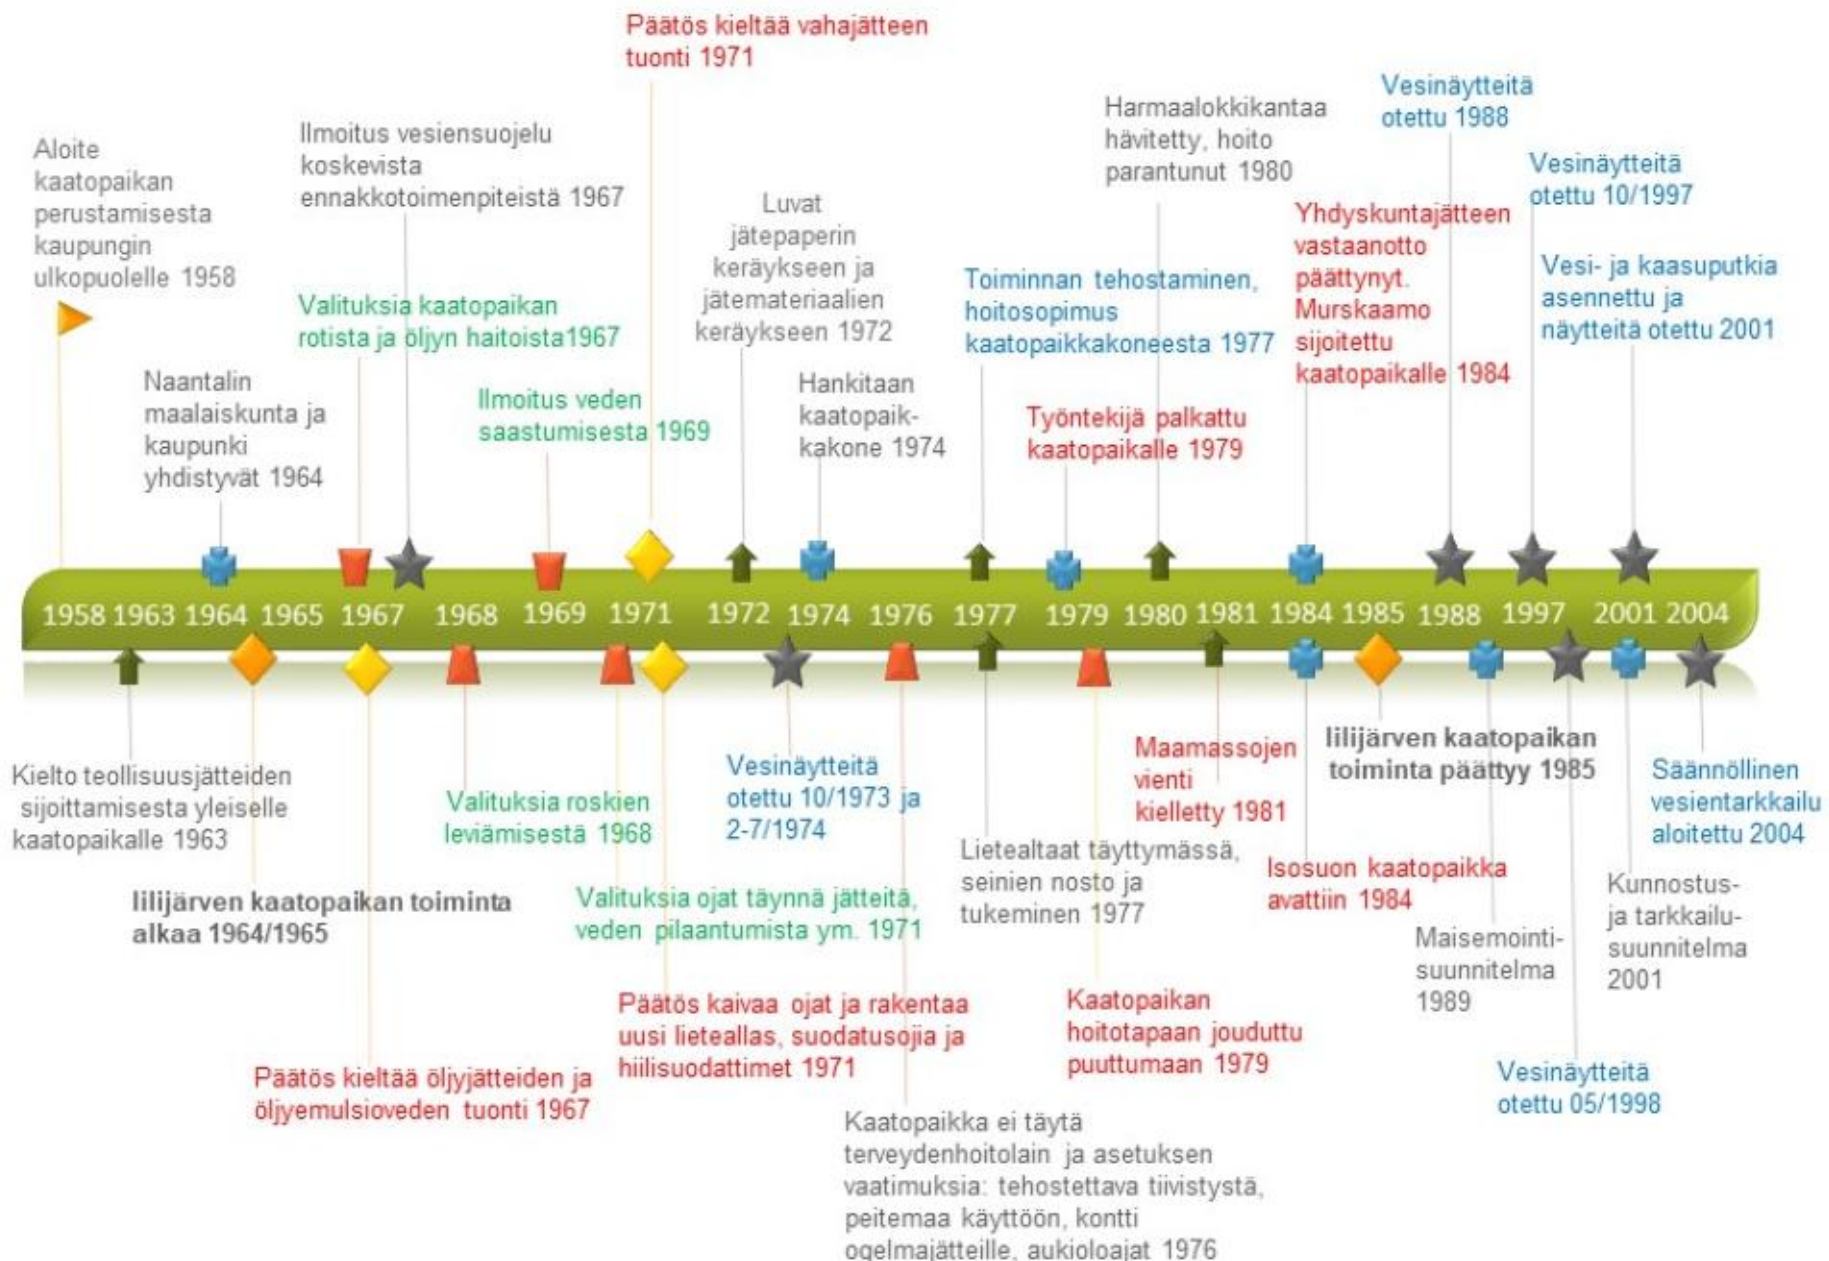 Päätös kieltää vahajätteen
tuonti 1971
Aloite
kaatopaikan
perustamisesta
kaupungin
ulkopuolelle 1958
Ilmoitus vesiensuojelu
koskevista
ennakkotoimenpiteistä 1967
Valituksia kaatopaikan
rotista ja öljyn haitoista1967
Naantalin
maalaiskunta ja
kaupunki
yhdistyvät 1964
Ilmoitus veden
saastumisesta 1969
Luvat
jätepaperin
keräykseen ja
jätemateriaalien
keräykseen 1972
Hankitaan
kaatopaik-
kakone 1974
Toiminnan tehostaminen,
hoitosopimus
kaatopaikkakoneesta 1977
Työntekijä palkattu
kaatopaikalle 1979
Harmaalokkikantaa
hävitetty, hoito
parantunut 1980
Yhdyskuntajätteen
vastaanotto
päättynyt.
Murskaamo
sijoitettu
kaatopaikalle 1984
Vesinäytteitä
otettu 1988
Vesinäytteitä
otettu 10/1997
Vesi- ja kaasuputkia
asennettu ja
näytteitä otettu 2001
1958 1963 1964 1965 1967 1968 1969 1971 1972 1974 1976 1977 1979 1980 1981 1984 1985 1988 1997 2001 2004
Kielto teollisuusjätteiden
sijoittamisesta yleiselle
kaatopaikalle 1963
Iilijärven kaatopaikan toiminta
alkaa 1964/1965
Päätös kieltää öljyjätteiden ja
öljyemulsioveden tuonti 1967
Valituksia roskien
leviämisestä 1968
Valituksia ojat täynnä jätteitä,
veden pilaantumista ym. 1971
Päätös kaivaa ojat ja rakentaa
uusi lieteallas, suodatusojia ja
hiilisuodattimet 1971
Vesinäytteitä
otettu 10/1973 ja
2-7/1974
Kaatopaikka ei täytä
terveydenhoitolain ja asetuksen
vaatimuksia: tehostettava tiivistystä,
peitemaa käyttöön, kontti
ogelmajätteille, aukioloajat 1976
Lietealtaat täyttymässä,
seinien nosto ja
tukeminen 1977
Kaatopaikan
hoitotapaan jouduttu
puuttumaan 1979
Maamassojen
vienti
kielletty 1981
Isosuon kaatopaikka
avattiin 1984
Iilijärven kaatopaikan
toiminta päättyy 1985
Maisemointi-
suunnitelma
1989
Vesinäytteitä
otettu 05/1998
Kunnostus-
ja tarkkailu-
suunnitelma
2001
Säännöllinen
vesientarkkailu
aloitettu 2004